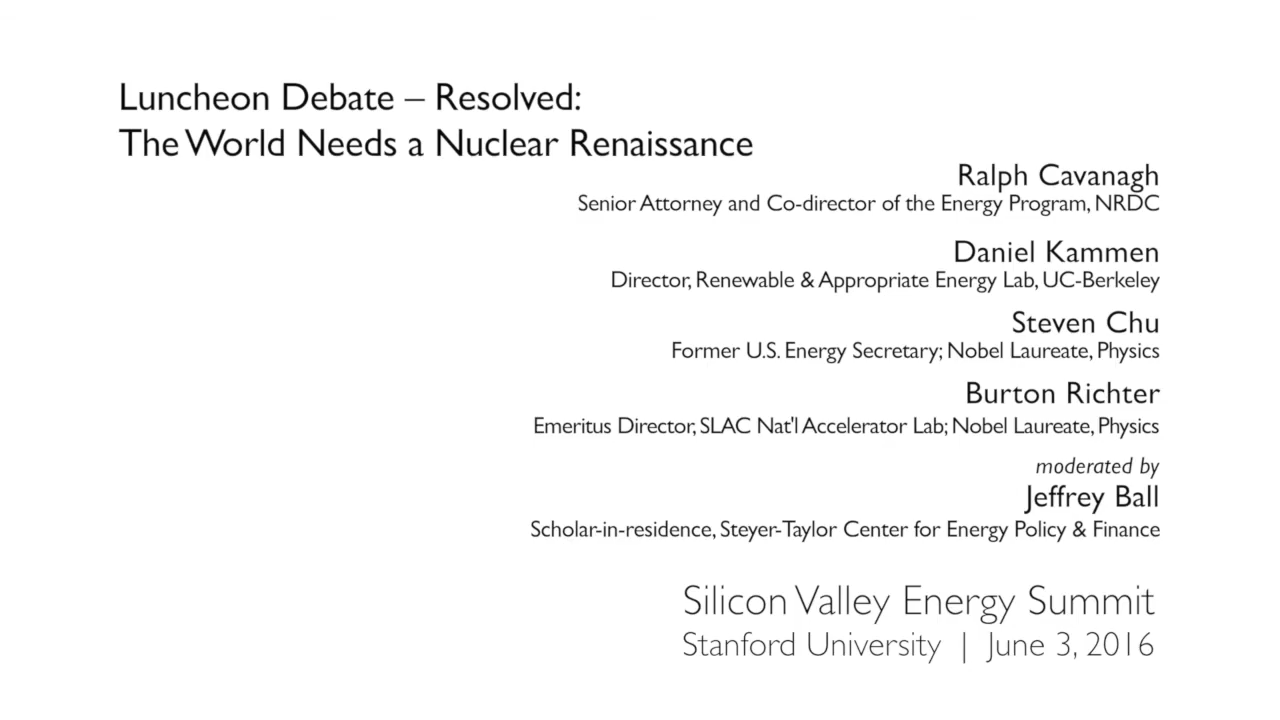 Luncheon Debate – Resolved:
The World Needs a Nuclear Renaissance
Ralph Cavanagh
Senior Attorney and Co-director of the Energy Program, NRDC
Daniel Kammen
Director, Renewable & Appropriate Energy Lab, UC-Berkeley
Steven Chu
Former U.S. Energy Secretary; Nobel Laureate, Physics
Burton Richter
Emeritus Director, SLAC Nat'l Accelerator Lab; Nobel Laureate, Physics
moderated by
Jeffrey Ball
Scholar-in-residence, Steyer-Taylor Center for Energy Policy & Finance
Silicon Valley Energy Summit
Stanford University | June 3, 2016